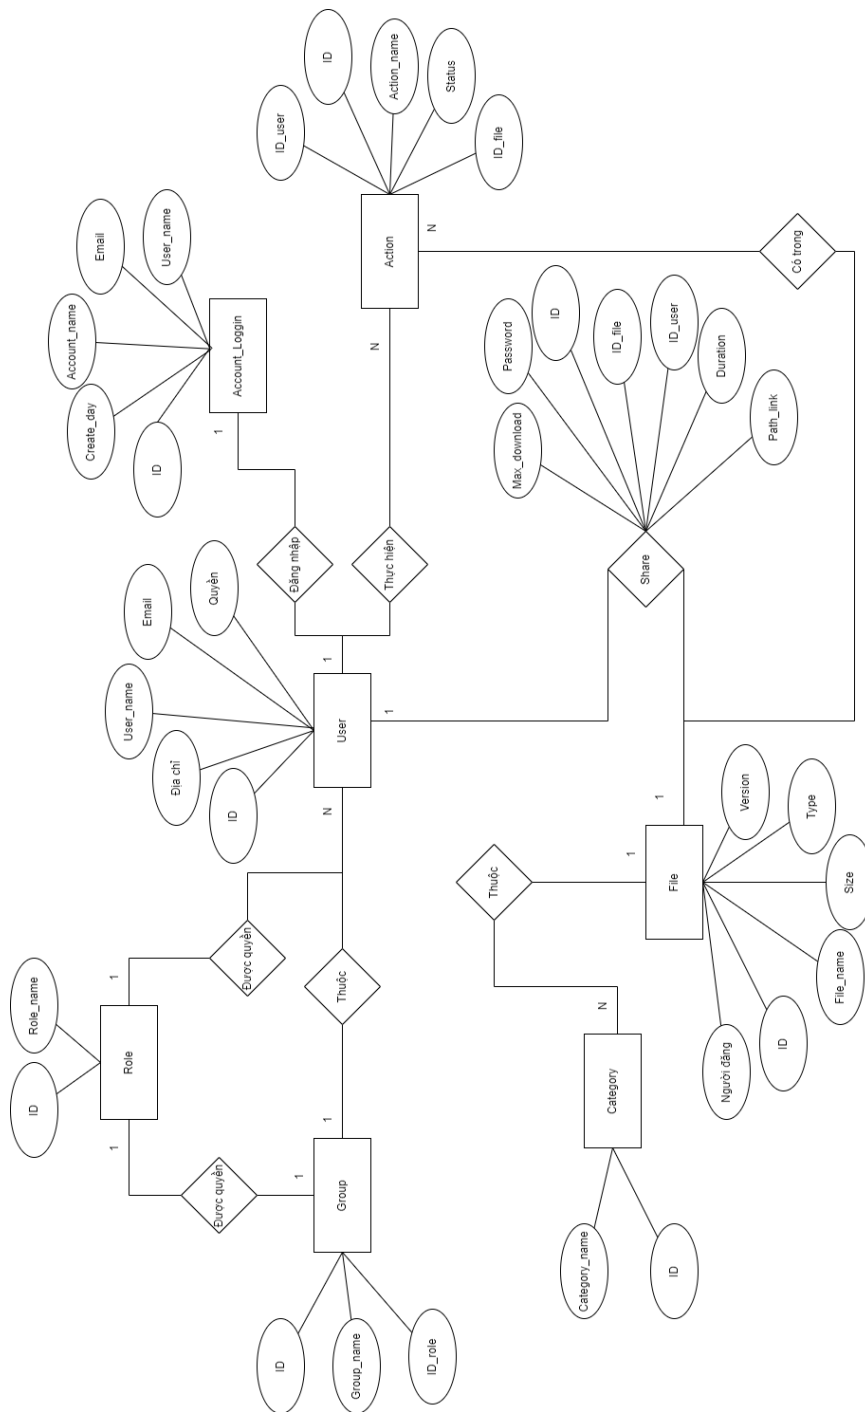 ID
Role_name
Role
1
1
Được quyền
Được quyền
ID
Group_name
ID_role
Group
1
1
Thuộc
N
ID
Địa chỉ
User_name
Email
Quyền
User
1
1
Đăng nhập
Thực hiện
1
N
ID
Create_day
Account_name
Email
User_name
Account_Loggin
ID_user
ID
Action_name
Status
ID_file
Action
N
Có trong
Max_download
Password
ID
ID_file
ID_user
Duration
Path_link
Share
1
1
Thuộc
N
Category_name
ID
Category
File
Người đăng
ID
File_name
Size
Type
Version